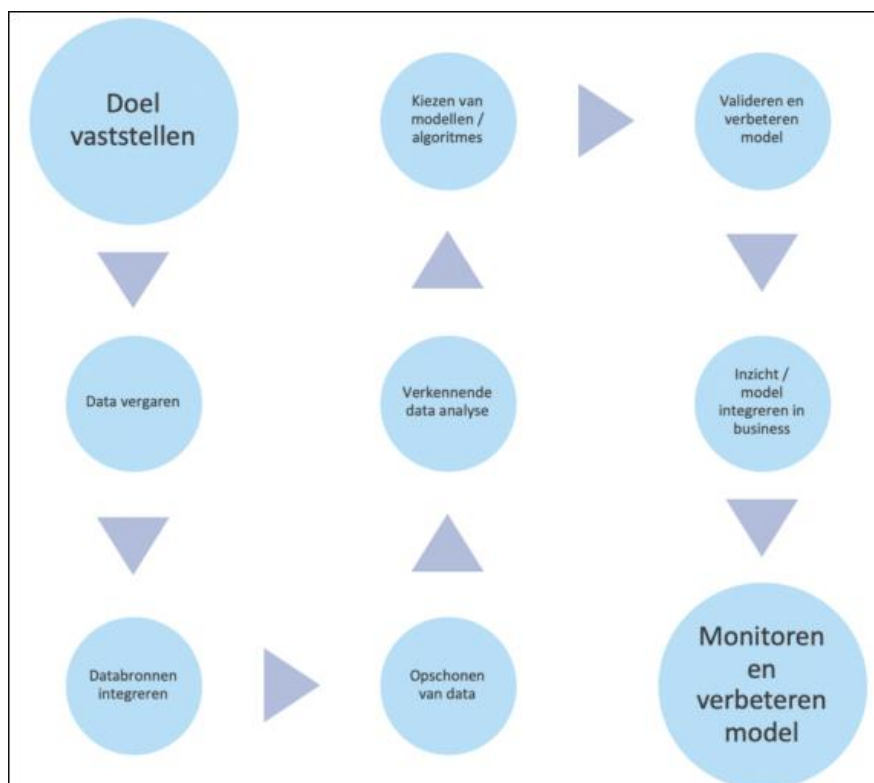 Doel
vaststellen
Data vergaren
Databronnen
integreren
Opschonen
van data
Verkennende
data analyse
Kiezen van
modellen /
algoritmes
Valideren en
verbeteren
model
Inzicht /
model
integreren in
business
Monitoren
en
verbeteren
model